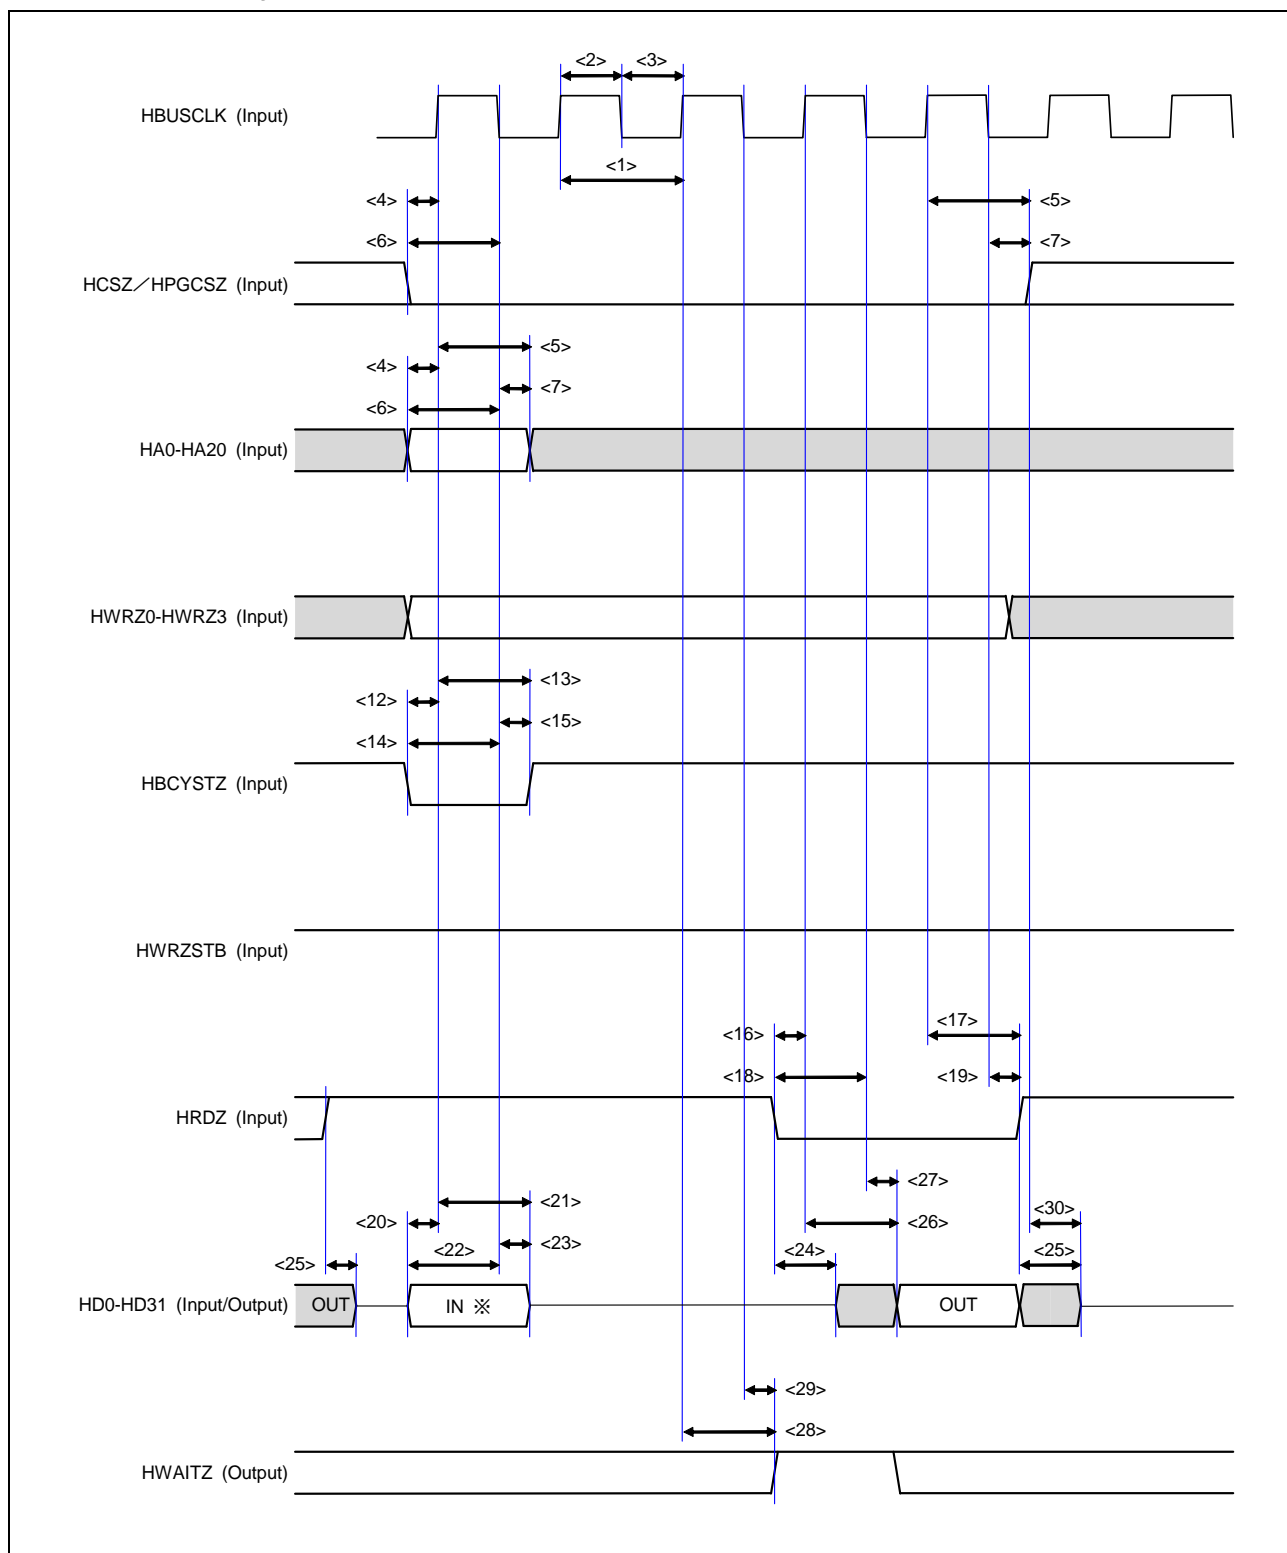 <2> <3>
HBUSCLK (Input)
<1>
<4> <5>
<6> <7>
HCSZ／HPGCSZ (Input)
<5>
<4>
<7>
<6>
HA0-HA20 (Input)
HWRZ0-HWRZ3 (Input)
<13>
<12>
<15>
<14>
HBCYSTZ (Input)
HWRZSTB (Input)
<17>
<16>
<18> <19>
HRDZ (Input)
<27>
<21>
<30>
<20> <26>
<22> <23> <24>
<25> <25>
HD0-HD31 (Input/Output) OUT IN ※ OUT
<29>
<28>
HWAITZ (Output)